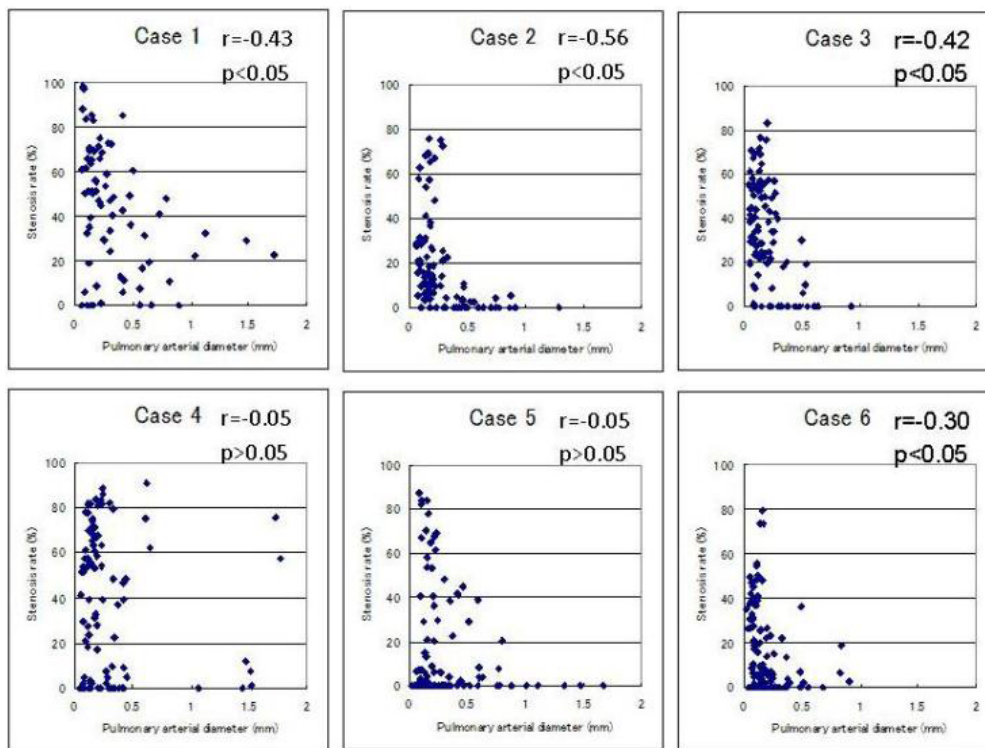 Case 1 r=-0.43
p<0.05
Stenosis rate (%)
100
80
60
40
20
0
0 0.5 1 1.5 2
Pulmonary arterial diameter (mm)
Case 2 r=-0.56
p<0.05
Stenosis rate (%)
100
80
60
40
20
0
0 0.5 1 1.5 2
Pulmonary arterial diameter (mm)
Case 3 r=-0.42
p<0.05
Stenosis rate (%)
100
80
60
40
20
0
0 0.5 1 1.5 2
Pulmonary arterial diameter (mm)
Case 4 r=-0.05
p>0.05
Stenosis rate (%)
100
80
60
40
20
0
0 0.5 1 1.5 2
Pulmonary arterial diameter (mm)
Case 5 r=-0.05
p>0.05
Stenosis rate (%)
100
80
60
40
20
0
0 0.5 1 1.5 2
Pulmonary arterial diameter (mm)
Case 6 r=-0.30
p<0.05
Stenosis rate (%)
100
80
60
40
20
0
0 0.5 1 1.5 2
Pulmonary arterial diameter (mm)